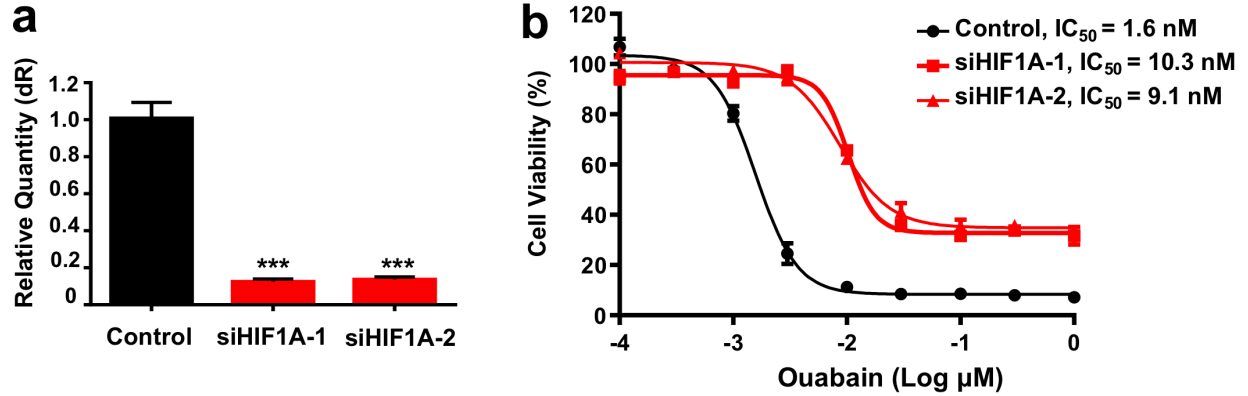 a
Relative Quantity (dR)
1.2
1.0
0.8
0.6
0.4
0.2
0
***
***
Control
siHIF1A-1
siHIF1A-2
b
Cell Viability (%)
120
100
80
60
40
20
0
-4
-3
-2
-1
0
Ouabain (Log µM)
Control, IC50 = 1.6 nM
siHIF1A-1, IC50 = 10.3 nM
siHIF1A-2, IC50 = 9.1 nM